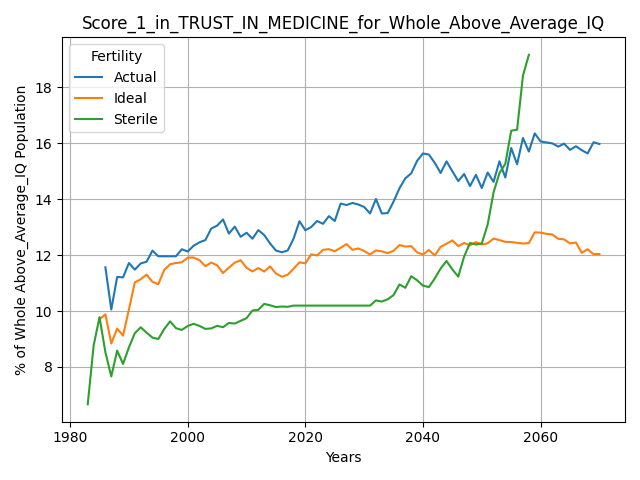 Score_1_in_TRUST_IN_MEDICINE_for_Whole_Above_Average_IQ
Fertility
Actual
Ideal
Sterile
% of Whole Above_Average_IQ Population
18
16
14
12
10
8
1980
2000
2020
2040
2060
Years